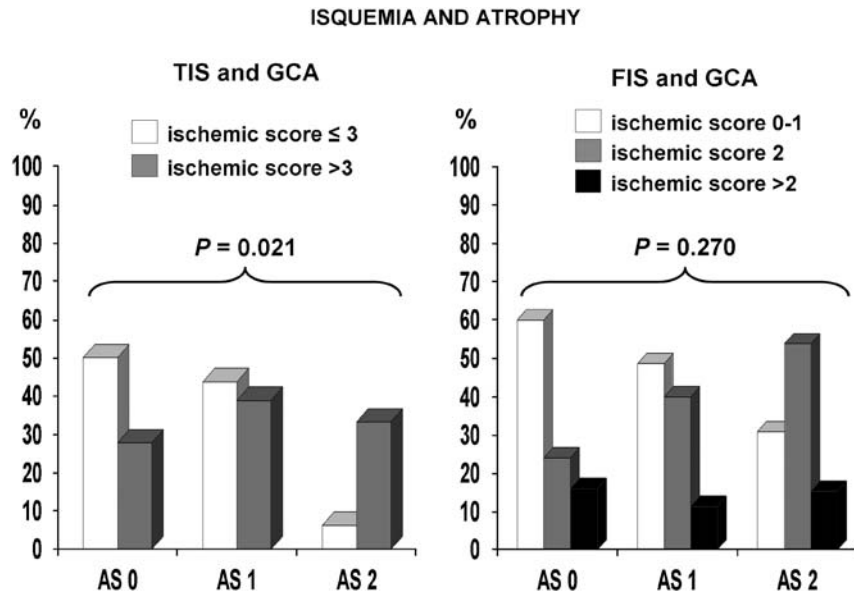 ISQUEMIA AND ATROPHY
TIS and GCA
%
ischemic score ≤ 3
ischemic score >3
100
90
80
70
60
50
40
30
20
10
0
P = 0.021
AS 0
AS 1
AS 2
FIS and GCA
%
ischemic score 0-1
ischemic score 2
ischemic score >2
100
90
80
70
60
50
40
30
20
10
0
P = 0.270
AS 0
AS 1
AS 2